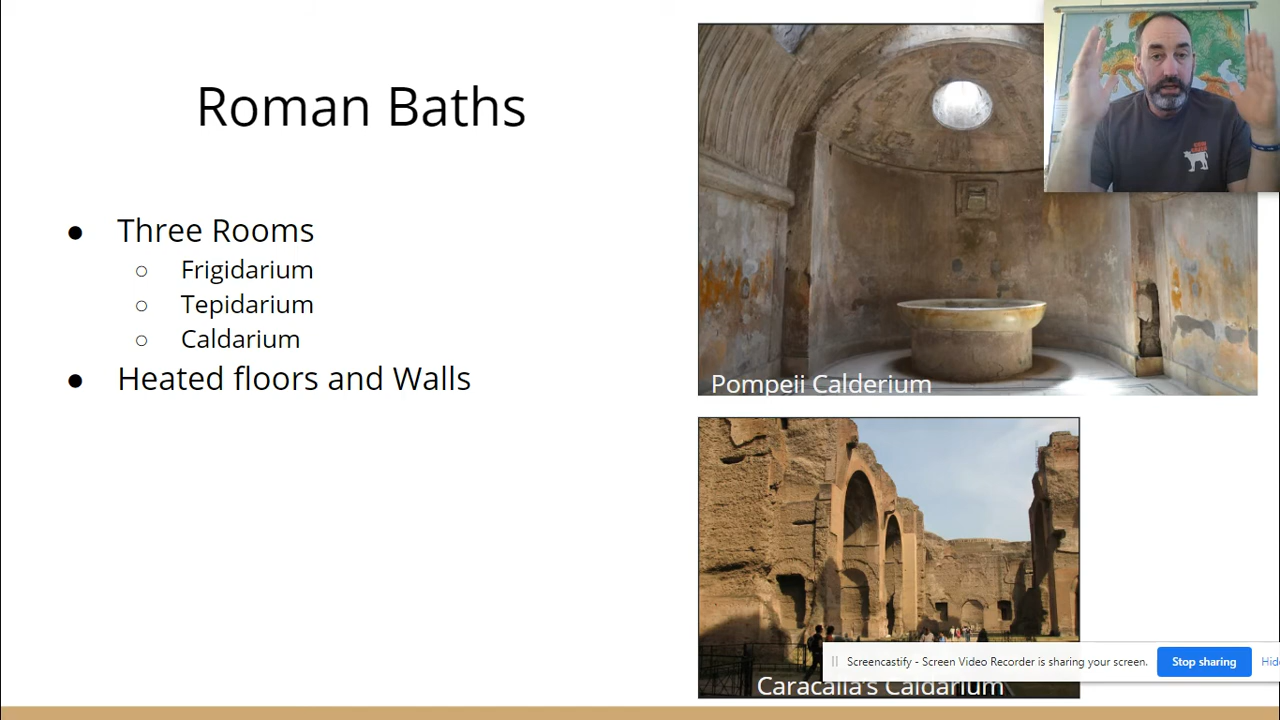 Roman Baths
● Three Rooms
○ Frigidarium
○ Tepidarium
○ Caldarium
● Heated floors and Walls
Pompeii Calderium
Caracalla's Caldarium
Screencastify - Screen Video Recorder is sharing your screen.
Stop sharing